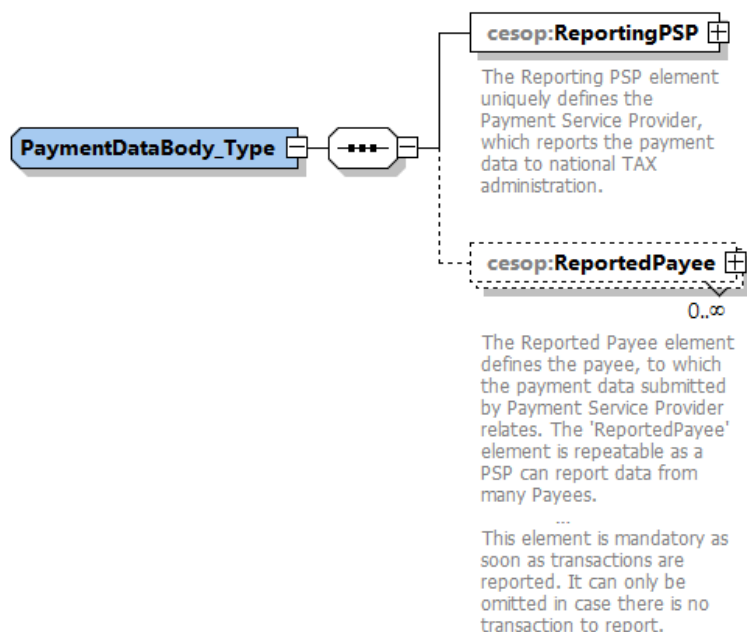 cesop:ReportingPSP
The Reporting PSP element
uniquely defines the
Payment Service Provider,
which reports the payment
data to national TAX
administration.
PaymentDataBody_Type
cesop:ReportedPayee
0..∞
The Reported Payee element
defines the payee, to which
the payment data submitted
by Payment Service Provider
relates. The 'ReportedPayee'
element is repeatable as a
PSP can report data from
many Payees.
...
This element is mandatory as
soon as transactions are
reported. It can only be
omitted in case there is no
transaction to report.